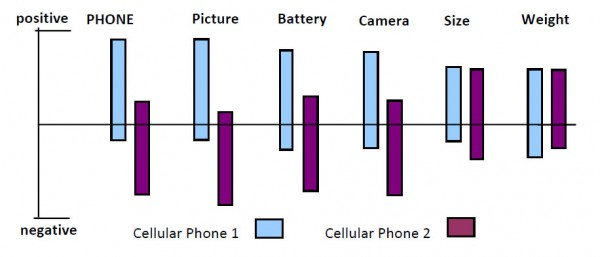 positive PHONE Picture Battery Camera Size Weight
negative
Cellular Phone 1 Cellular Phone 2